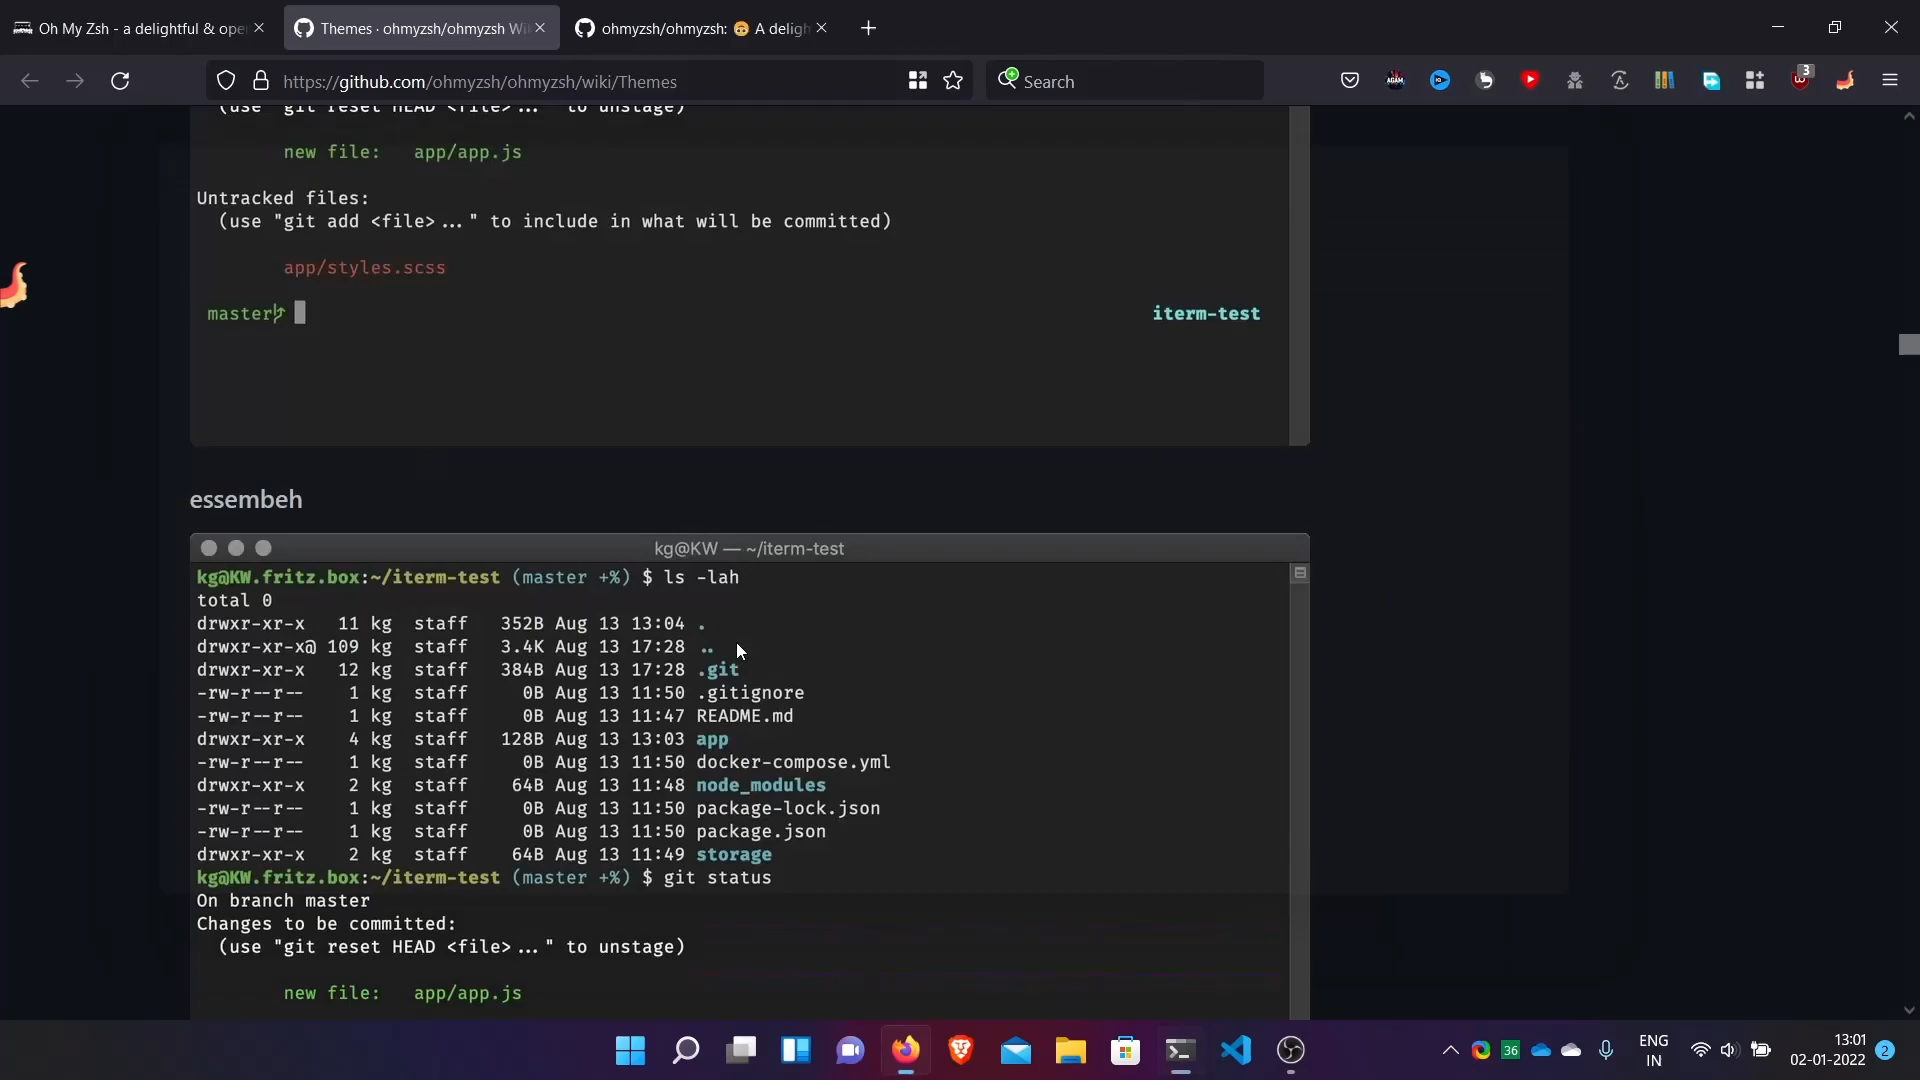 Oh My Zsh - a delightful & ope
Themes · ohmyzsh/ohmyzsh Wi
ohmyzsh/ohmyzsh: 🙃 A deligh
https://github.com/ohmyzsh/ohmyzsh/wiki/Themes
Search
3
(use "git reset HEAD <file>..." to unstage)
new file:   app/app.js
Untracked files:
(use "git add <file>..." to include in what will be committed)
app/styles.scss
master iterm-test
essembeh
kg@KW — ~/iterm-test
kg@KW.fritz.box:~/iterm-test (master +%) $ ls -lah
total 0
drwxr-xr-x   11 kg  staff   352B Aug 13 13:04 .
drwxr-xr-x@ 109 kg  staff   3.4K Aug 13 17:28 ..
drwxr-xr-x   12 kg  staff   384B Aug 13 17:28 .git
-rw-r--r--    1 kg  staff     0B Aug 13 11:50 .gitignore
-rw-r--r--    1 kg  staff     0B Aug 13 11:47 README.md
drwxr-xr-x    4 kg  staff   128B Aug 13 13:03 app
-rw-r--r--    1 kg  staff     0B Aug 13 11:50 docker-compose.yml
drwxr-xr-x    2 kg  staff    64B Aug 13 11:48 node_modules
-rw-r--r--    1 kg  staff     0B Aug 13 11:50 package-lock.json
-rw-r--r--    1 kg  staff     0B Aug 13 11:50 package.json
drwxr-xr-x    2 kg  staff    64B Aug 13 11:49 storage
kg@KW.fritz.box:~/iterm-test (master +%) $ git status
On branch master
Changes to be committed:
(use "git reset HEAD <file>..." to unstage)
new file:   app/app.js
36
ENG
IN
13:01
02-01-2022
2